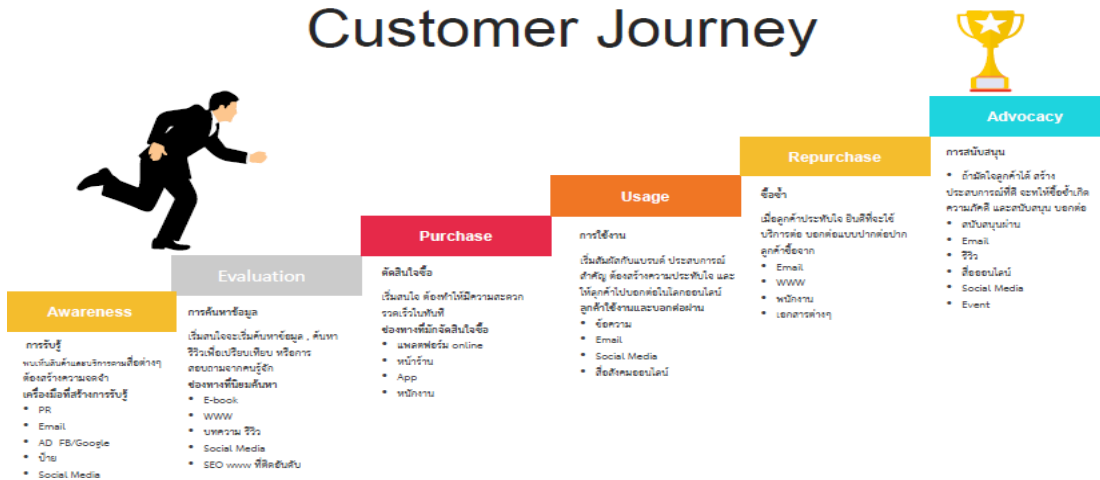 Customer Journey
Awareness
การรับรู้
พบเห็นสินค้าและบริการตามสื่อต่างๆ
ต้องสร้างความจดจำ
เครื่องมือที่สร้างการรับรู้
• PR
• Email
• AD FB/Google
• ป้าย
• Social Media
Evaluation
การค้นหาข้อมูล
เริ่มสนใจจะเริ่มค้นหาข้อมูล , ค้นหา
รีวิวเพื่อเปรียบเทียบ หรือการ
สอบถามจากคนรู้จัก
ช่องทางที่นิยมค้นหา
• E-book
• WWW
• บทความ รีวิว
• Social Media
• SEO www ที่ติดอันดับ
Purchase
ตัดสินใจซื้อ
เริ่มสนใจ ต้องทำให้มีความสะดวก
รวดเร็วในทันที
ช่องทางที่มักจัดสินใจซื้อ
• แพลตฟอร์ม online
• หน้าร้าน
• App
• พนักงาน
Usage
การใช้งาน
เริ่มสัมผัสกับแบรนด์ ประสบการณ์
สำคัญ ต้องสร้างความประทับใจ และ
ให้ลูกค้าไปบอกต่อในโลกออนไลน์
ลูกค้าใช้งานและบอกต่อผ่าน
• ข้อความ
• Email
• Social Media
• สื่อสังคมออนไลน์
Repurchase
ซื้อซ้ำ
เมื่อลูกค้าประทับใจ ยินดีที่จะใช้
บริการต่อ บอกต่อแบบปากต่อปาก
ลูกค้าซื้อจาก
• Email
• WWW
• พนักงาน
• เอกสารต่างๆ
Advocacy
การสนับสนุน
• ถ้ามัดใจลูกค้าได้ สร้าง
ประสบการณ์ที่ดี จะทให้ซื้อซ้ำเกิด
ความภักดี และสนับสนุน บอกต่อ
• สนับสนุนผ่าน
• Email
• รีวิว
• สื่อออนไลน์
• Social Media
• Event